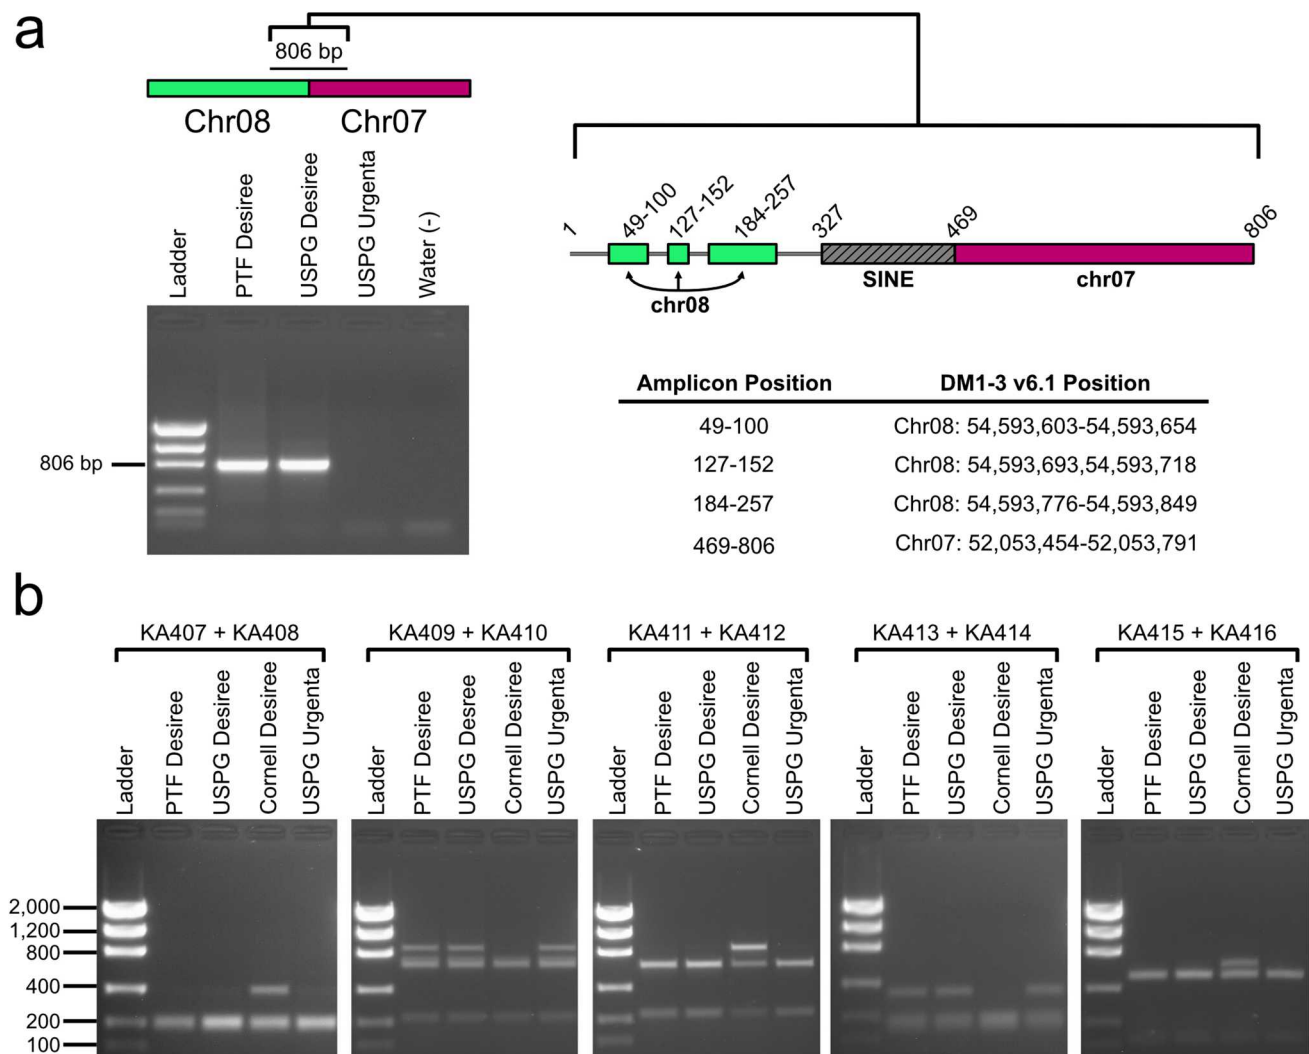 a
806 bp
Chr08 Chr07
Ladder
PTF Desiree
USPG Desiree
USPG Urgenta
Water (-)
806 bp
1
49-100
127-152
184-257
327
469
806
SINE
chr07
chr08
Amplicon Position DM1-3 v6.1 Position
49-100 Chr08: 54,593,603-54,593,654
127-152 Chr08: 54,593,693,54,593,718
184-257 Chr08: 54,593,776-54,593,849
469-806 Chr07: 52,053,454-52,053,791
b
KA407 + KA408
Ladder
PTF Desiree
USPG Desiree
Cornell Desiree
USPG Urgenta
2,000
1,200
800
400
200
100
KA409 + KA410
Ladder
PTF Desiree
USPG Desree
Cornell Desiree
USPG Urgenta
KA411 + KA412
Ladder
PTF Desiree
USPG Desiree
Cornell Desiree
USPG Urgenta
KA413 + KA414
Ladder
PTF Desiree
USPG Desiree
Cornell Desiree
USPG Urgenta
KA415 + KA416
Ladder
PTF Desiree
USPG Desiree
Cornell Desiree
USPG Urgenta